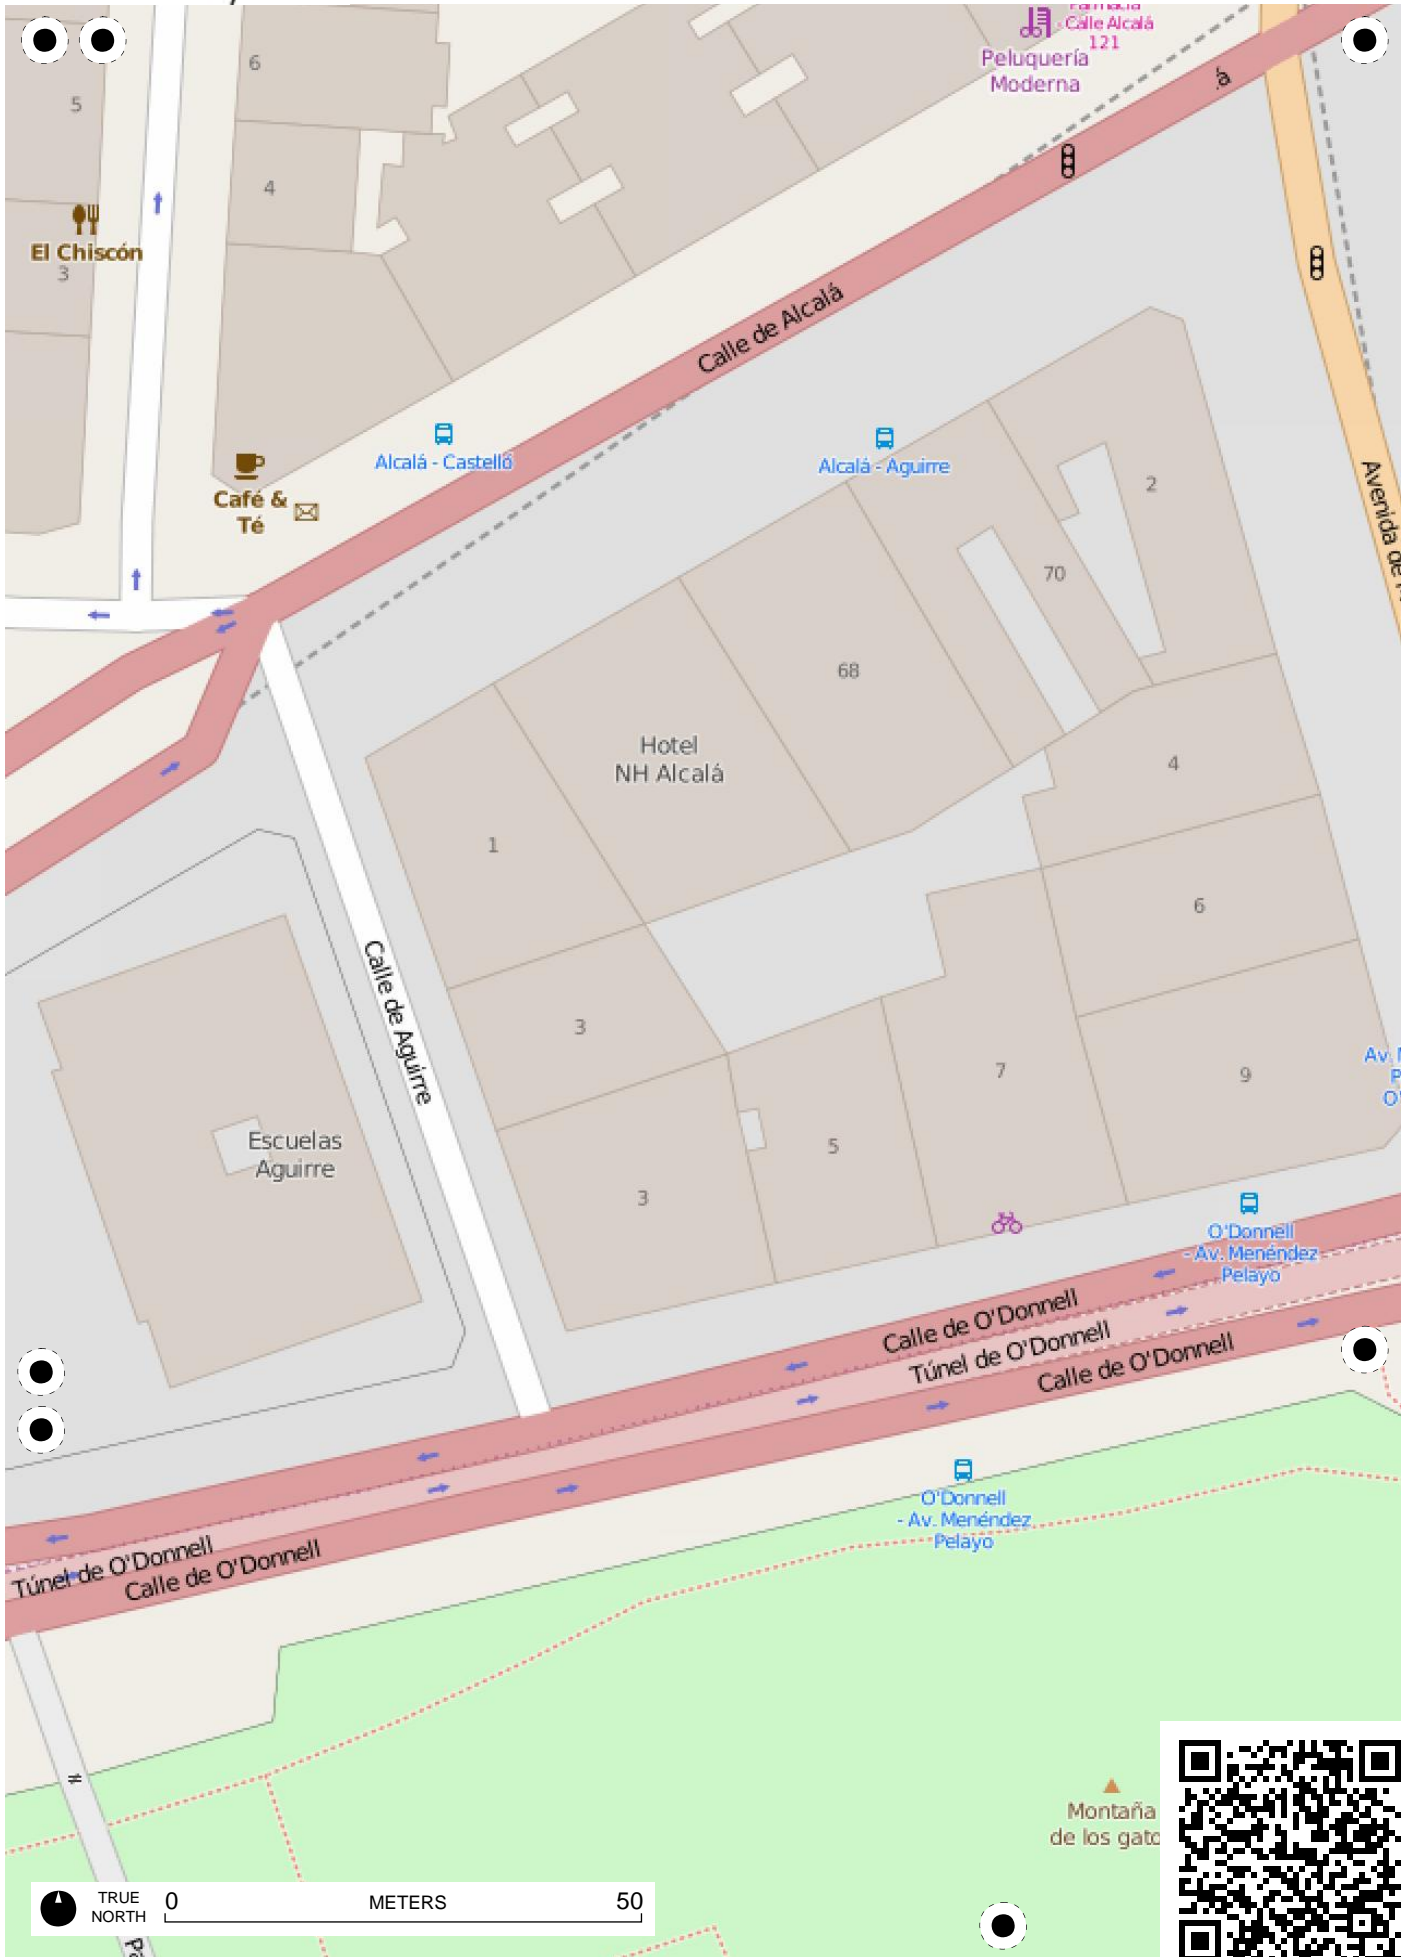 Farmacia
- Calle Alcalá
121
Peluquería
Moderna
á
6
5
4
El Chiscón
3
Calle de Alcalá
Alcalá - Castelló
Alcalá - Aguirre
Café &
Té
2
Avenida de
70
68
Hotel
NH Alcalá
4
1
6
Calle de Aguirre
3
7
9
Av.
Escuelas
Aguirre
5
3
O'Donnell
- Av. Menéndez
Pelayo
Calle de O'Donnell
Túnel de O'Donnell
Calle de O'Donnell
O'Donnell
- Av. Menéndez
Pelayo
Túnel de O'Donnell
Calle de O'Donnell
Montaña
de los gato
TRUE
NORTH
0 METERS 50